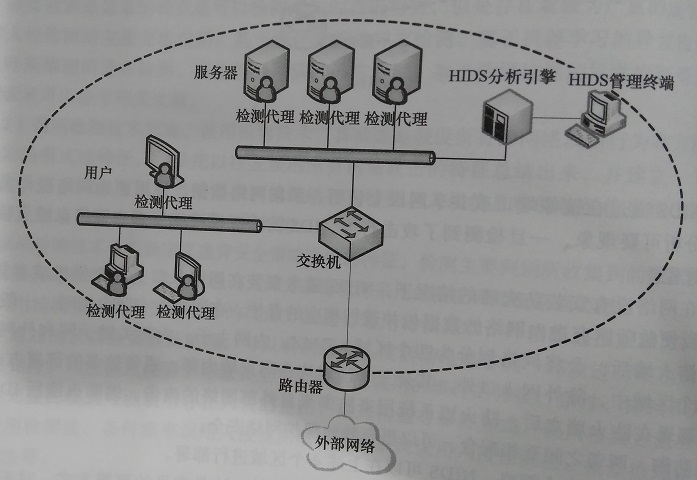 服务器
检测代理 检测代理 检测代理
HIDS分析引擎
HIDS管理终端
用户
检测代理
检测代理 检测代理
交换机
路由器
外部网络